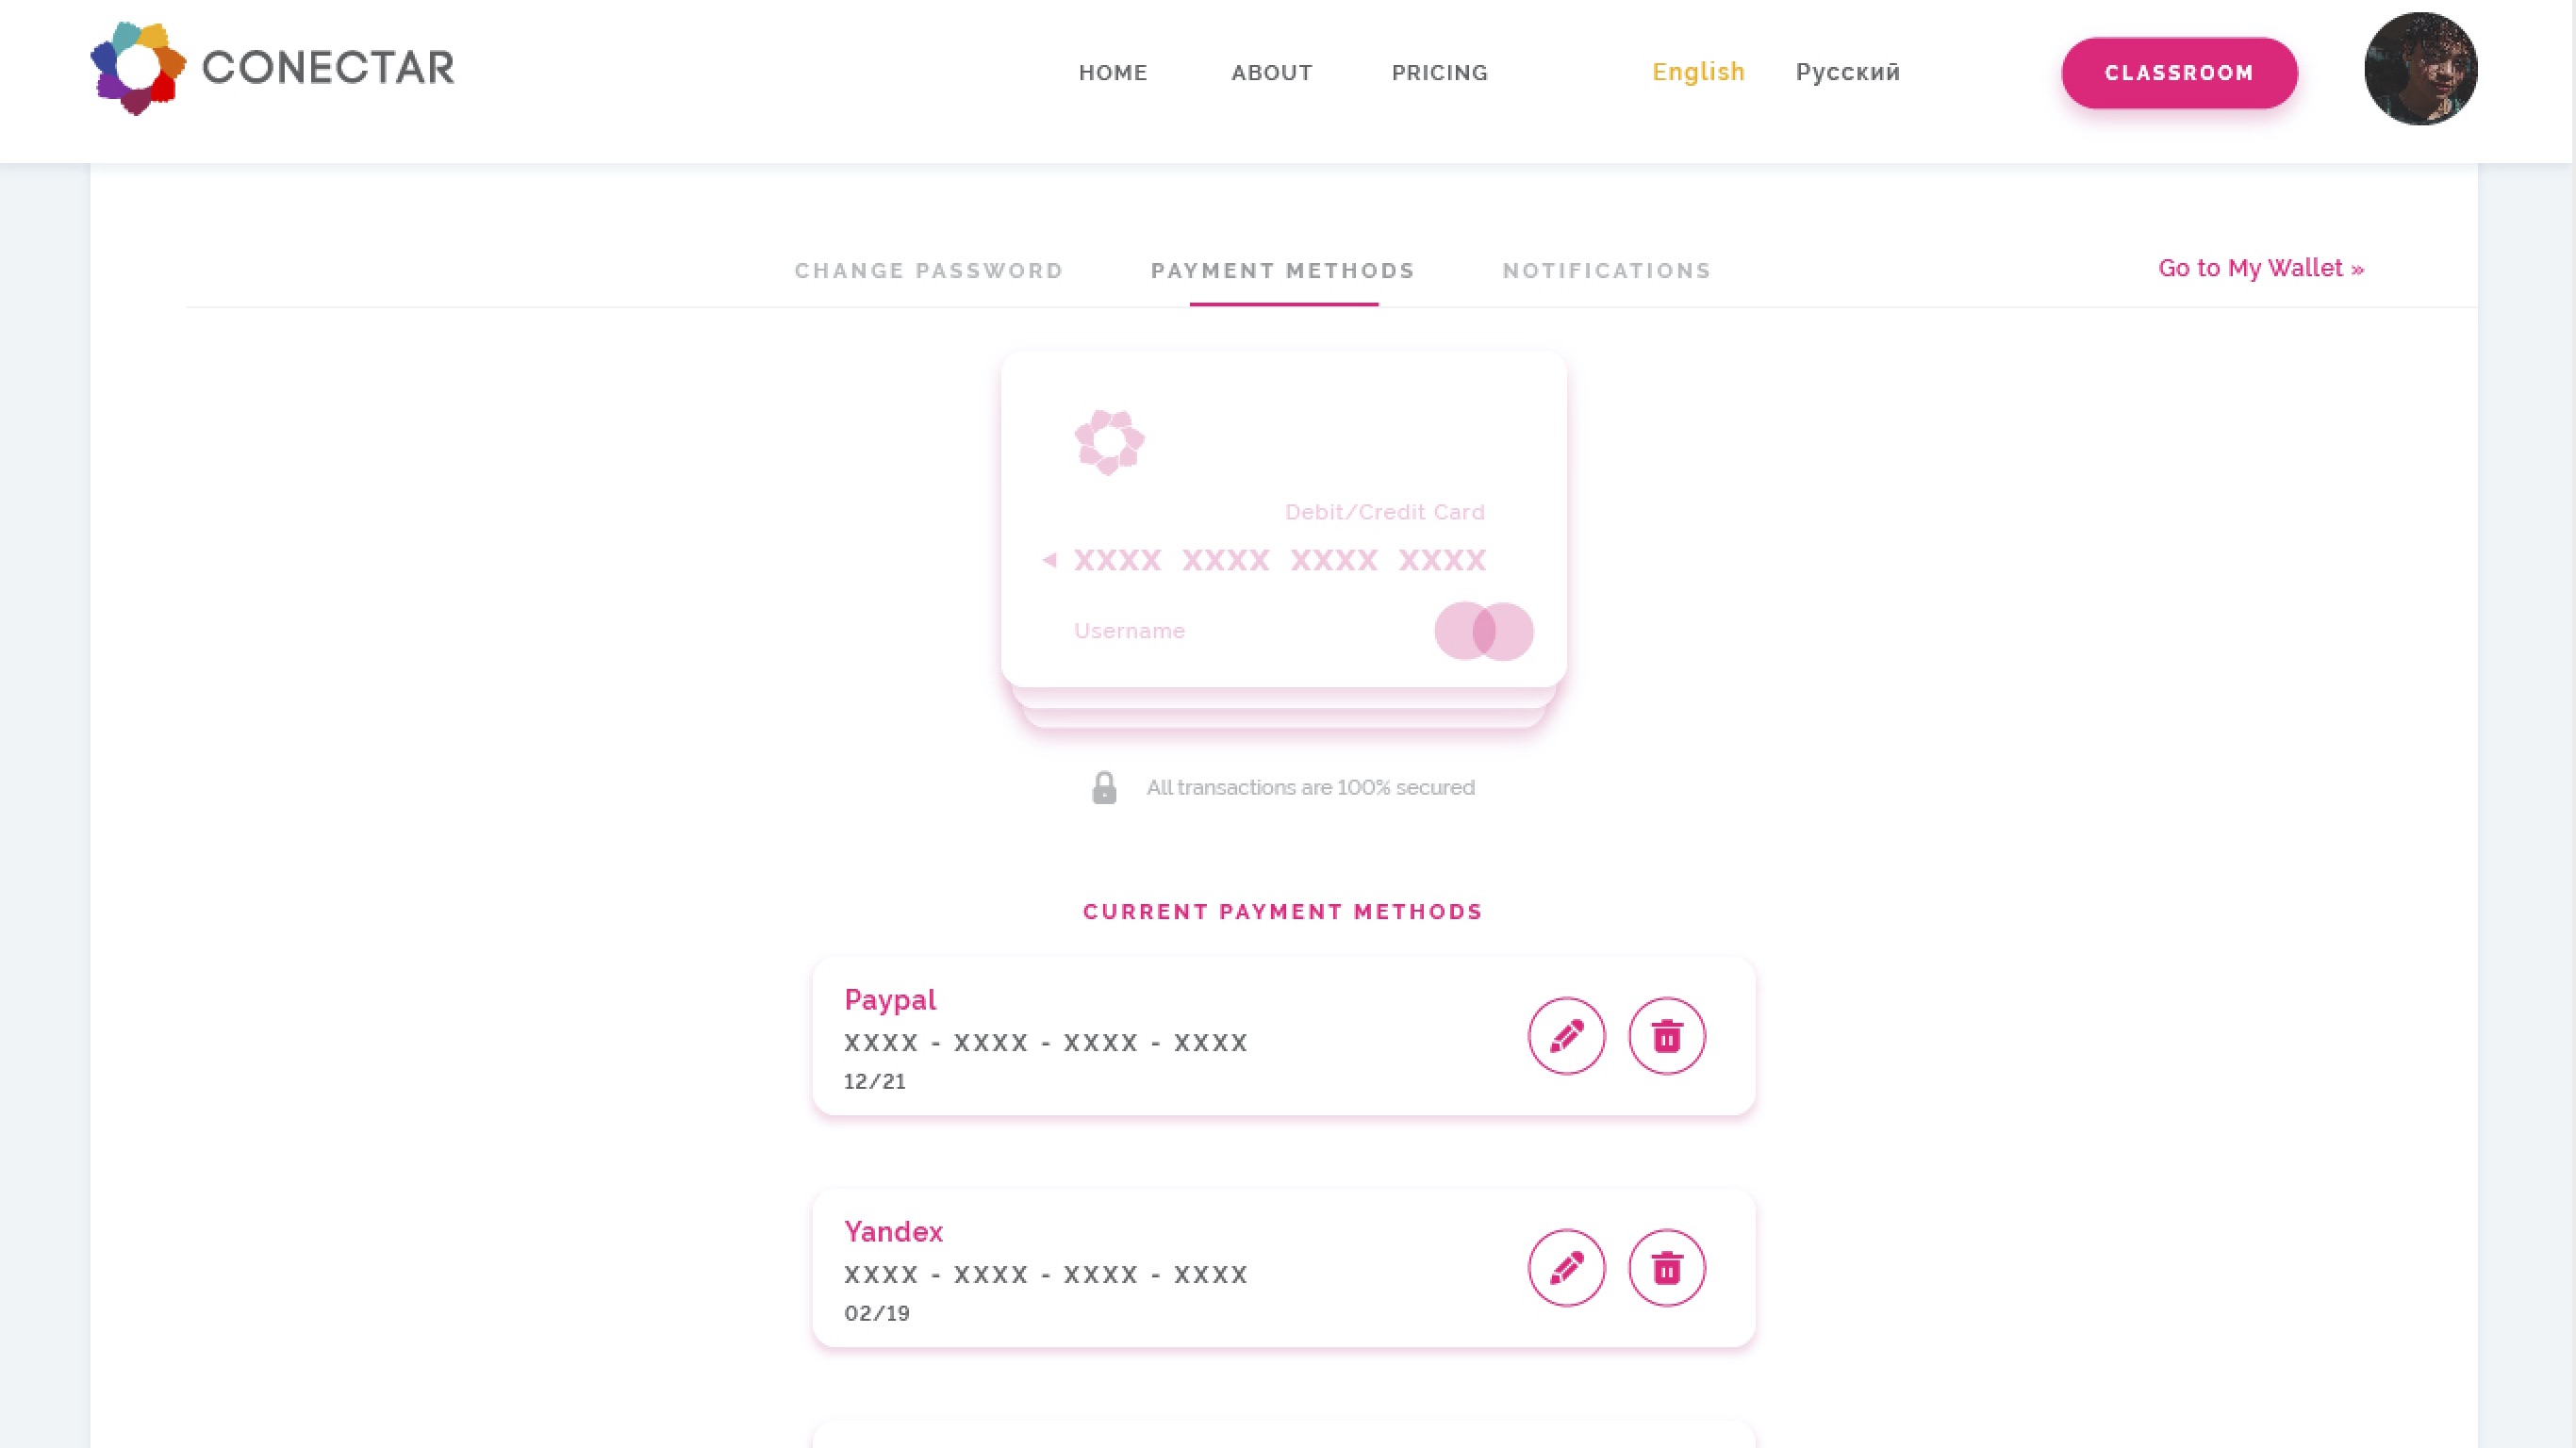 CONECTAR
HOME ABOUT PRICING English Русский CLASSROOM
CHANGE PASSWORD PAYMENT METHODS NOTIFICATIONS Go to My Wallet »
Debit/Credit Card
XXXX XXXX XXXX XXXX
Username
All transactions are 100% secured
CURRENT PAYMENT METHODS
Paypal
XXXX - XXXX - XXXX - XXXX
12/21
Yandex
XXXX - XXXX - XXXX - XXXX
02/19